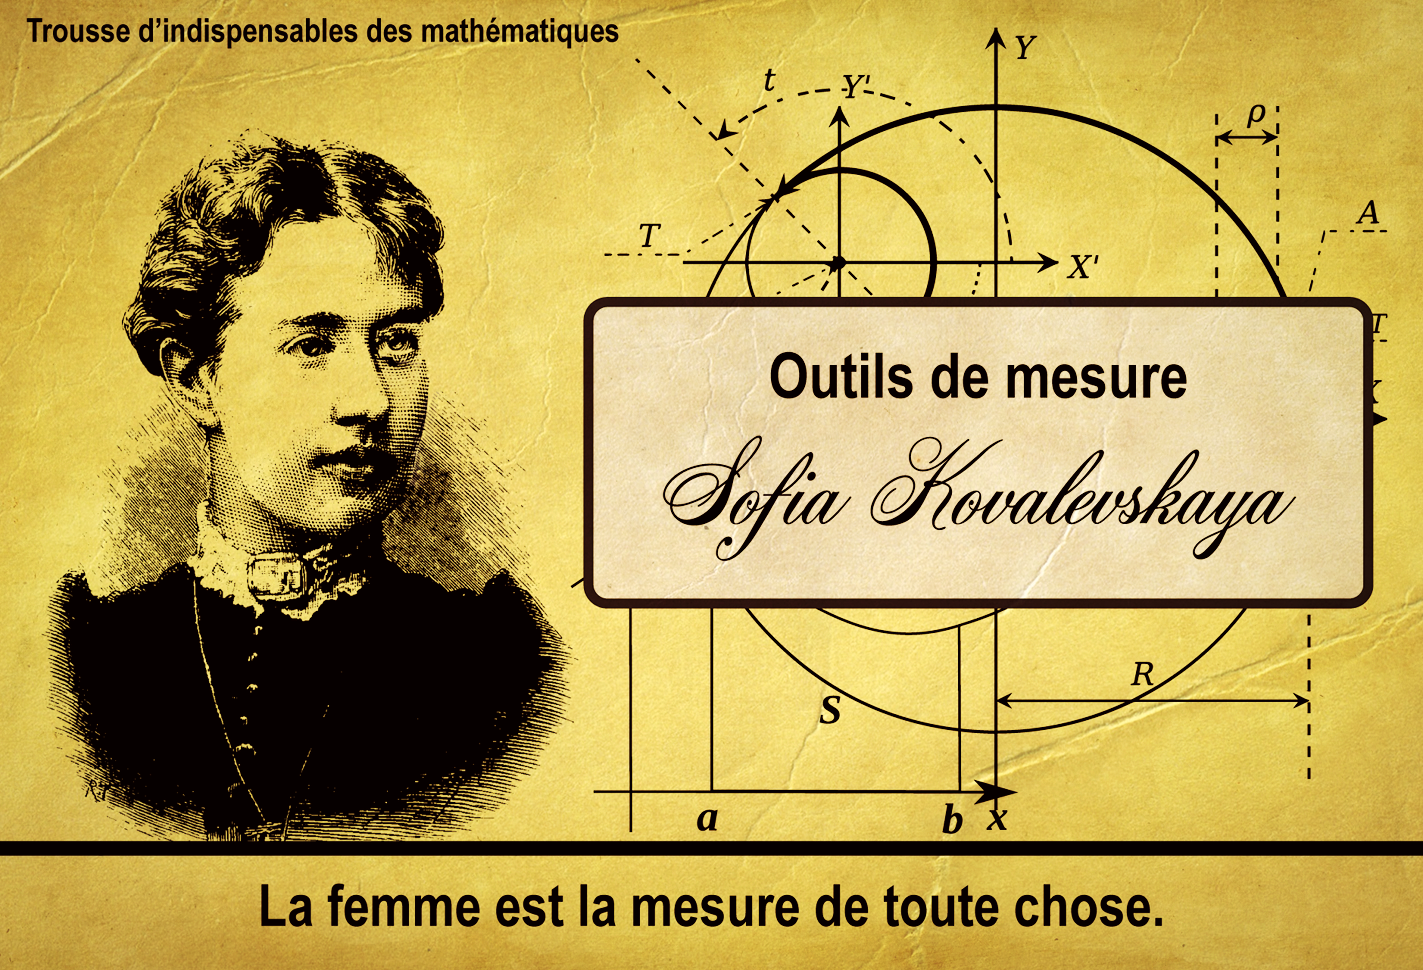 Trousse d’indispensables des mathématiques
Y
t
Y'
ρ
A
T
X'
T
Outils de mesure
Sofia Kovalevskaya
R
S
a
b
x
La femme est la mesure de toute chose.